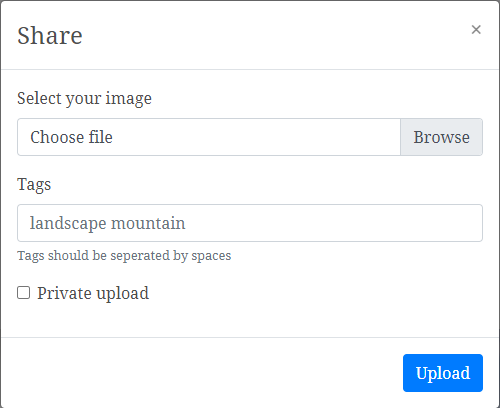 Share ×
Select your image
Choose file Browse
Tags
landscape mountain
Tags should be seperated by spaces
Private upload
Upload